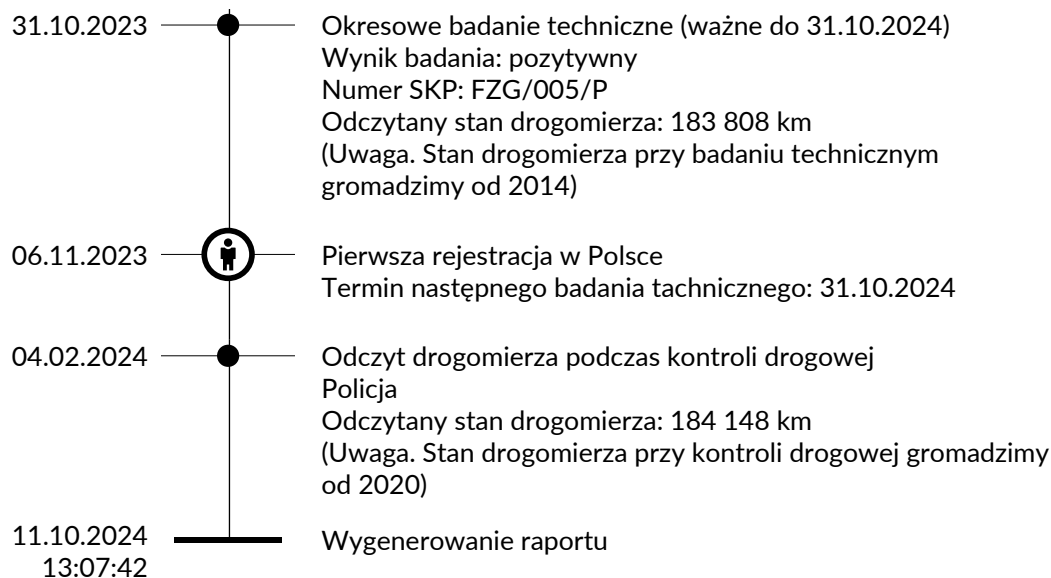 31.10.2023
Okresowe badanie techniczne (ważne do 31.10.2024)
Wynik badania: pozytywny
Numer SKP: FZG/005/P
Odczytany stan drogomierza: 183 808 km
(Uwaga. Stan drogomierza przy badaniu technicznym
gromadzimy od 2014)
06.11.2023
Pierwsza rejestracja w Polsce
Termin następnego badania tachnicznego: 31.10.2024
04.02.2024
Odczyt drogomierza podczas kontroli drogowej
Policja
Odczytany stan drogomierza: 184 148 km
(Uwaga. Stan drogomierza przy kontroli drogowej gromadzimy
od 2020)
11.10.2024
13:07:42
Wygenerowanie raportu